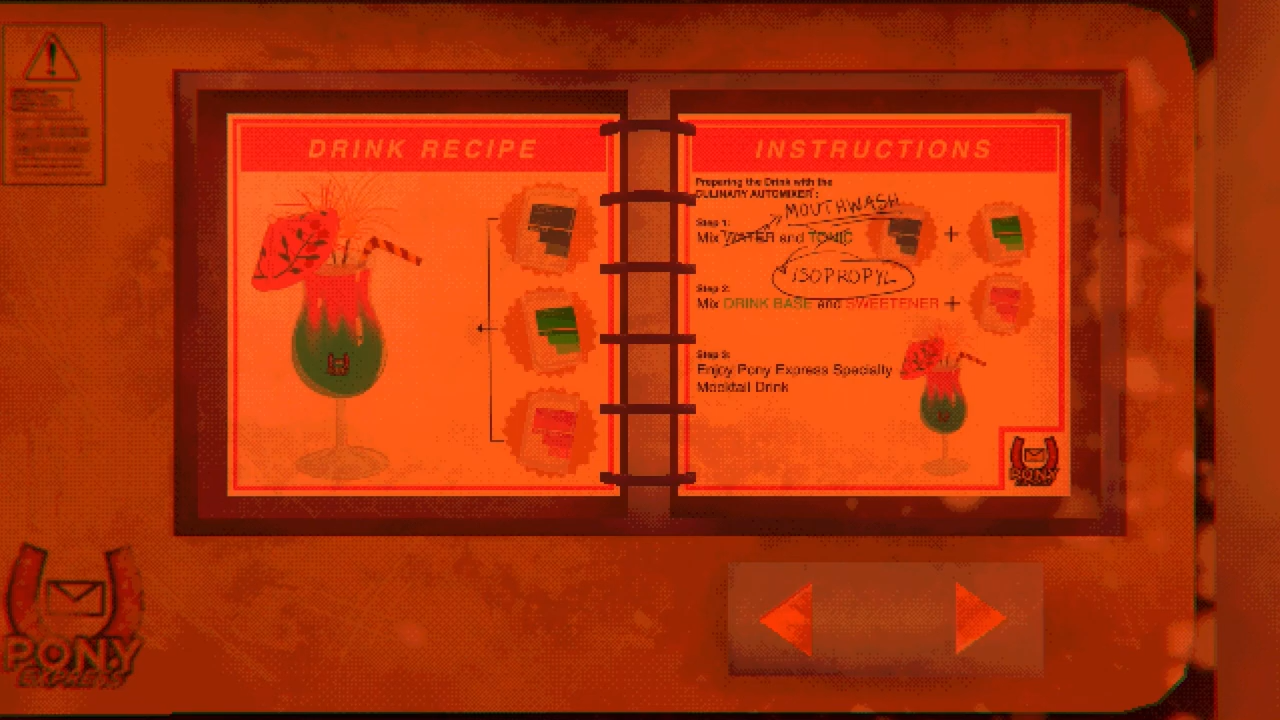 DRINK RECIPE
INSTRUCTIONS
Preparing the Drink with the
CULINARY AUTOMIXER:
MOUTHWASH
Step 1:
Mix WATER and TONIC
ISOPROPYL
Step 2:
Mix DRINK BASE and SWEETENER
Step 3:
Enjoy Pony Express Specialty
Mocktail Drink
PONY
PONY
EXPRESS